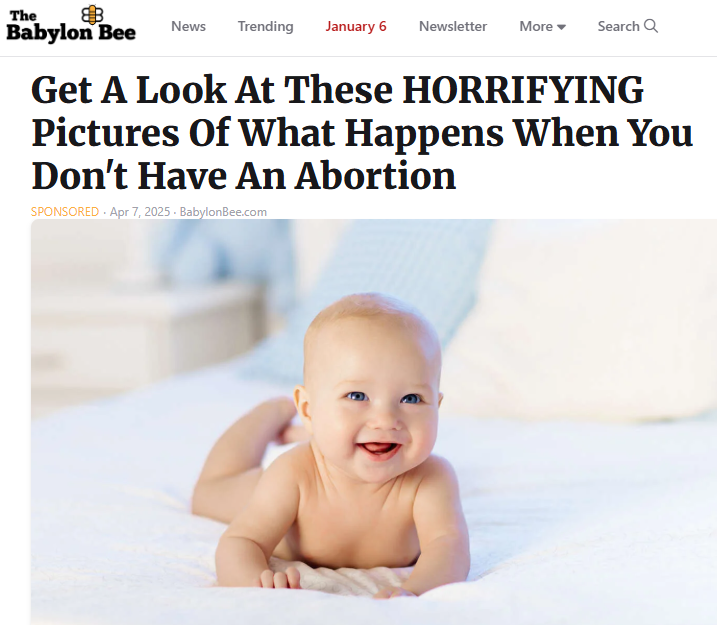 The
Babylon Bee
News Trending January 6 Newsletter More Search
Get A Look At These HORRIFYING
Pictures Of What Happens When You
Don't Have An Abortion
SPONSORED · Apr 7, 2025 · BabylonBee.com